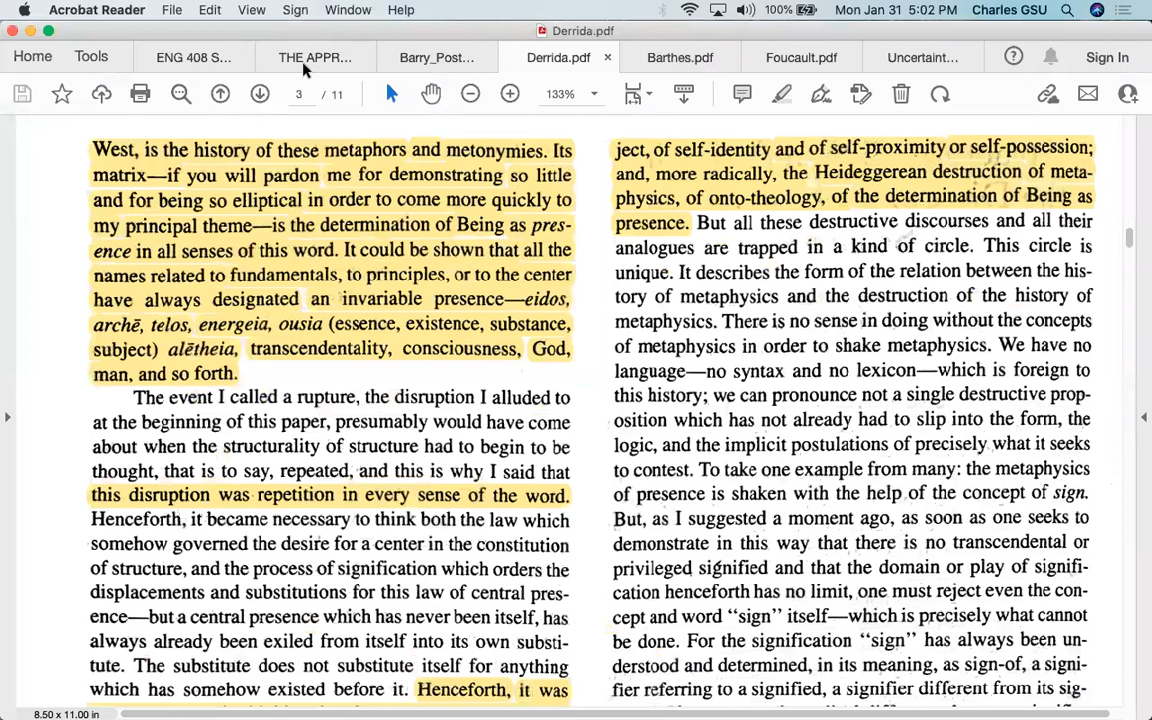 Acrobat Reader File Edit View Sign Window Help 100% Mon Jan 31 5:02 PM Charles GSU
Derrida.pdf
Home Tools ENG 408 S... THE APPR... Barry_Post... Derrida.pdf × Barthes.pdf Foucault.pdf Uncertaint... Sign In
3 / 11 133%
West, is the history of these metaphors and metonymies. Its
matrix—if you will pardon me for demonstrating so little
and for being so elliptical in order to come more quickly to
my principal theme—is the determination of Being as pres-
ence in all senses of this word. It could be shown that all the
names related to fundamentals, to principles, or to the center
have always designated an invariable presence—eidos,
archē, telos, energeia, ousia (essence, existence, substance,
subject) alētheia, transcendentality, consciousness, God,
man, and so forth.
The event I called a rupture, the disruption I alluded to
at the beginning of this paper, presumably would have come
about when the structurality of structure had to begin to be
thought, that is to say, repeated, and this is why I said that
this disruption was repetition in every sense of the word.
Henceforth, it became necessary to think both the law which
somehow governed the desire for a center in the constitution
of structure, and the process of signification which orders the
displacements and substitutions for this law of central pres-
ence—but a central presence which has never been itself, has
always already been exiled from itself into its own substi-
tute. The substitute does not substitute itself for anything
which has somehow existed before it. Henceforth, it was
ject, of self-identity and of self-proximity or self-possession;
and, more radically, the Heideggerean destruction of meta-
physics, of onto-theology, of the determination of Being as
presence. But all these destructive discourses and all their
analogues are trapped in a kind of circle. This circle is
unique. It describes the form of the relation between the his-
tory of metaphysics and the destruction of the history of
metaphysics. There is no sense in doing without the concepts
of metaphysics in order to shake metaphysics. We have no
language—no syntax and no lexicon—which is foreign to
this history; we can pronounce not a single destructive prop-
osition which has not already had to slip into the form, the
logic, and the implicit postulations of precisely what it seeks
to contest. To take one example from many: the metaphysics
of presence is shaken with the help of the concept of sign.
But, as I suggested a moment ago, as soon as one seeks to
demonstrate in this way that there is no transcendental or
privileged signified and that the domain or play of signifi-
cation henceforth has no limit, one must reject even the con-
cept and word "sign" itself—which is precisely what cannot
be done. For the signification "sign" has always been un-
derstood and determined, in its meaning, as sign-of, a signi-
fier referring to a signified, a signifier different from its sig-
8.50 x 11.00 in